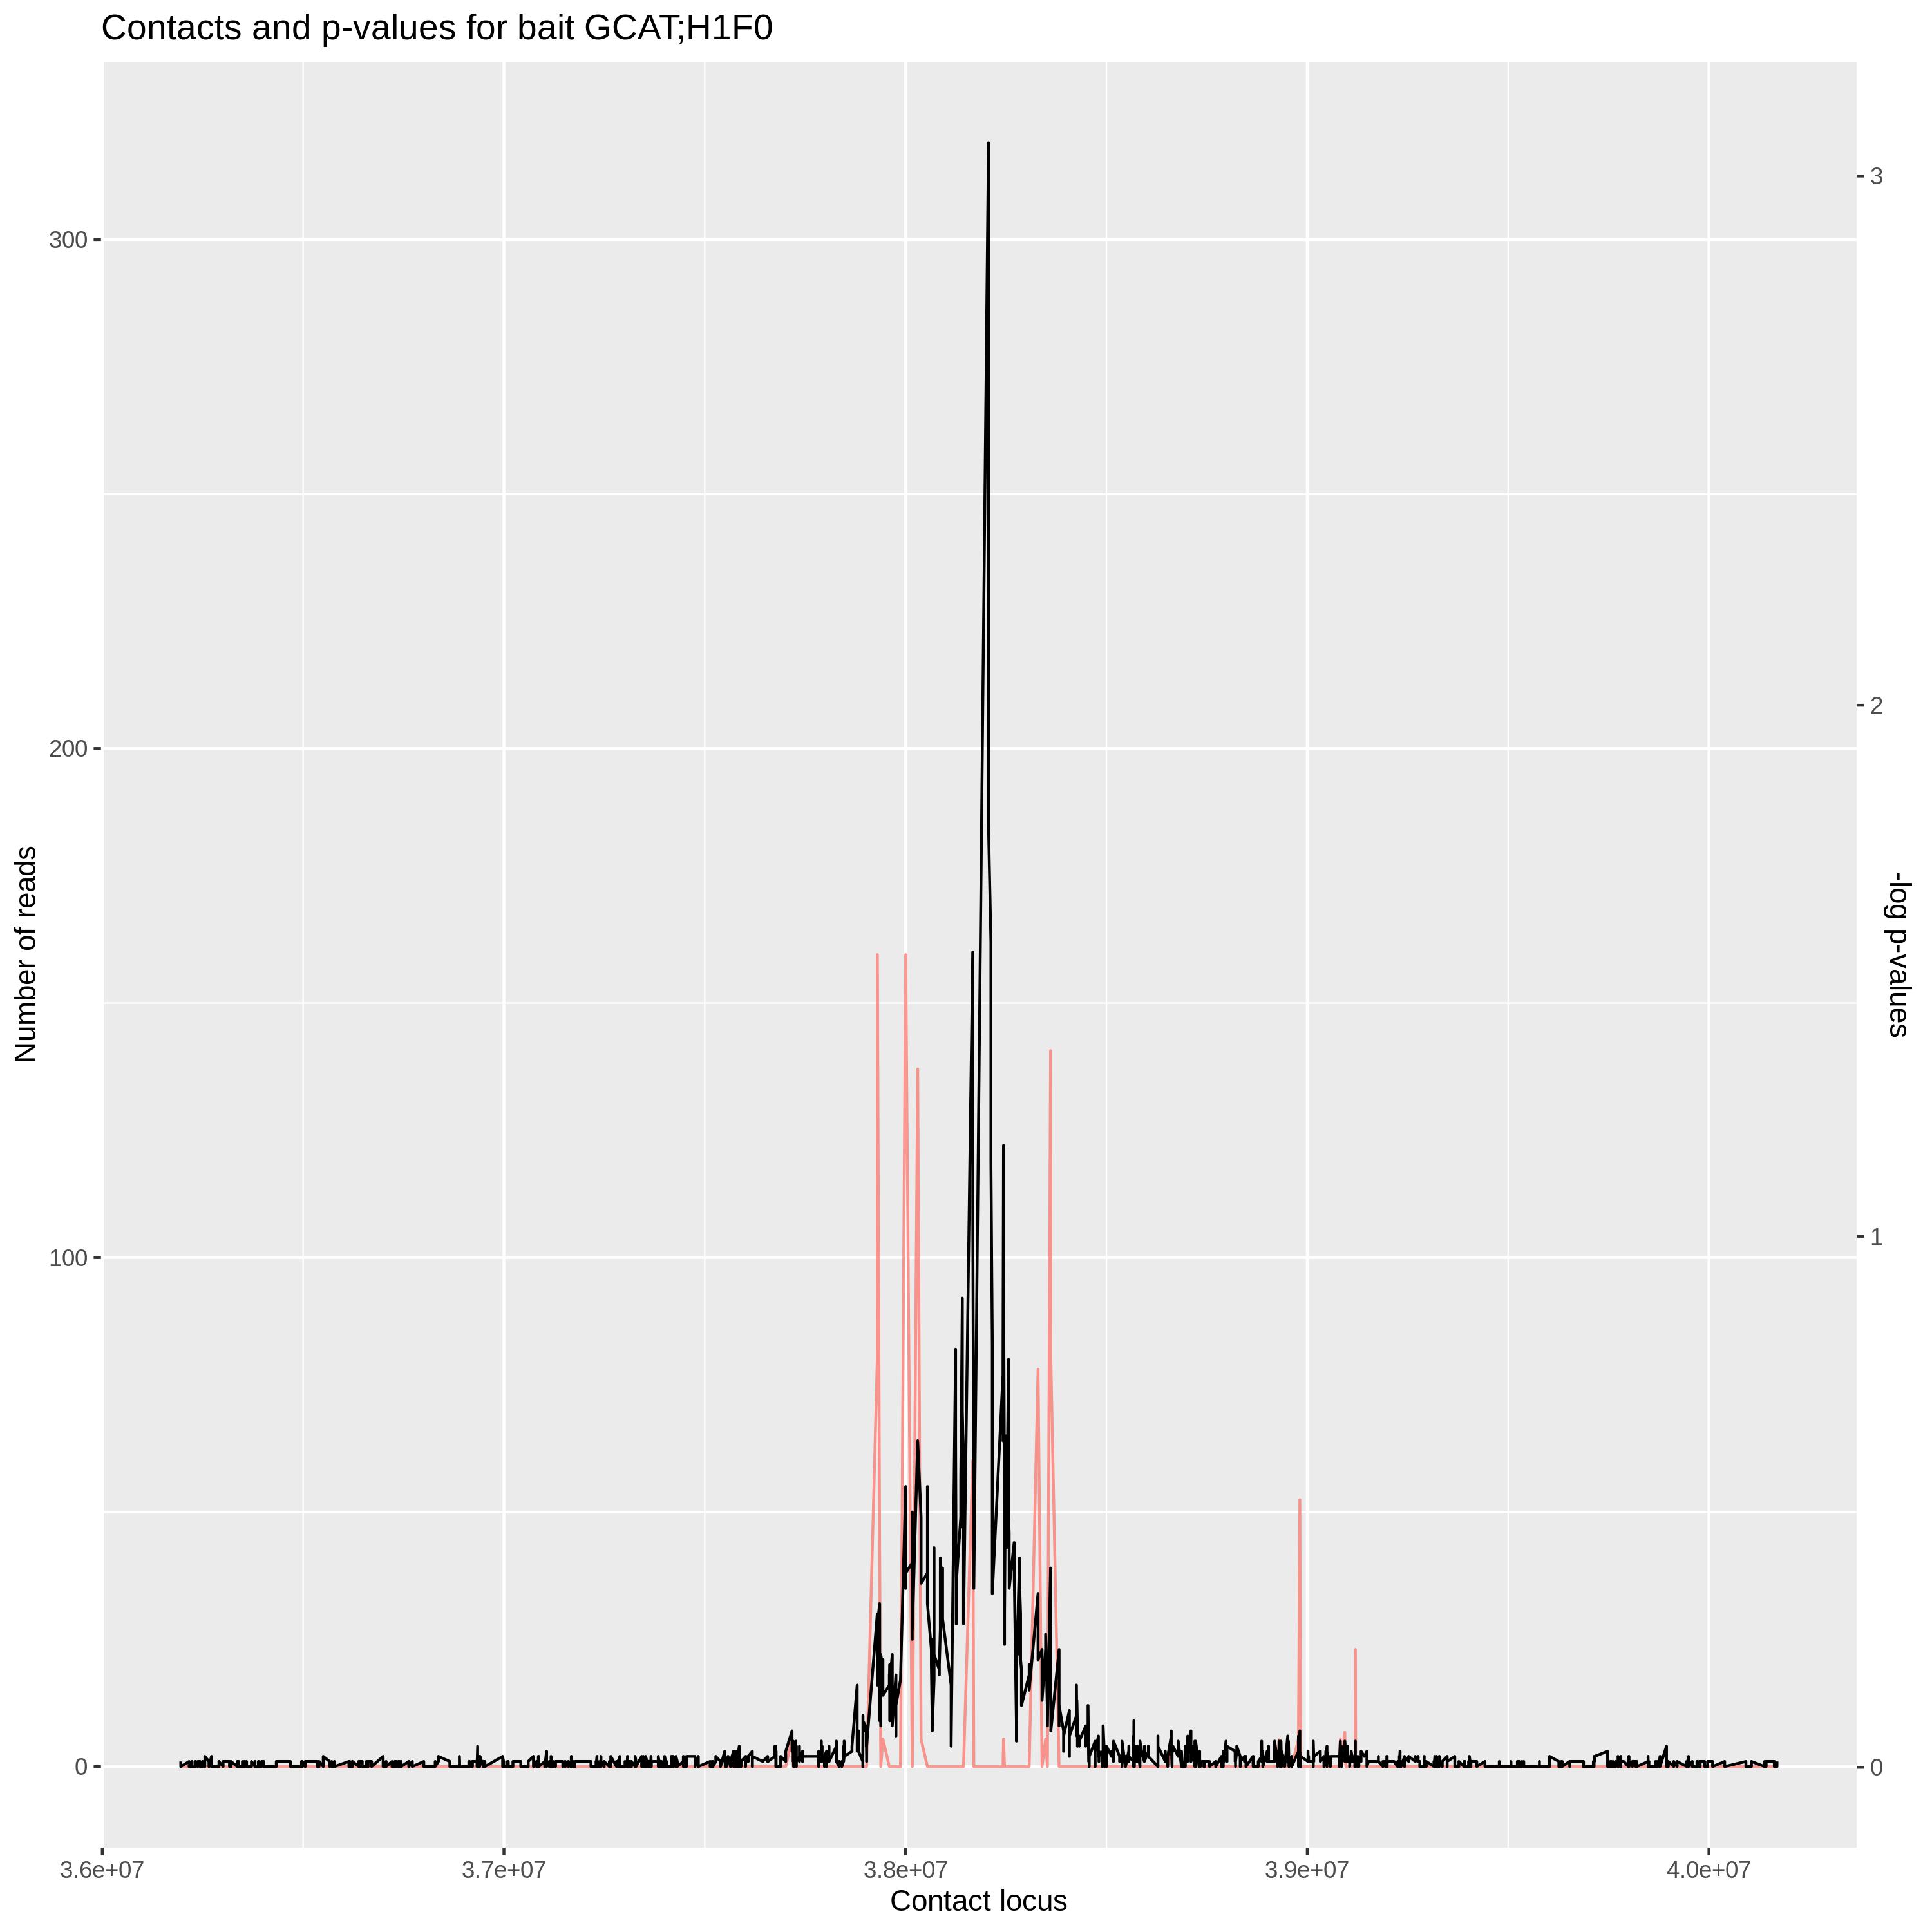 Contacts and p-values for bait GCAT;H1F0
300
200
100
0
3
2
1
0
Number of reads
-log p-values
3.6e+07
3.7e+07
3.8e+07
3.9e+07
4.0e+07
Contact locus